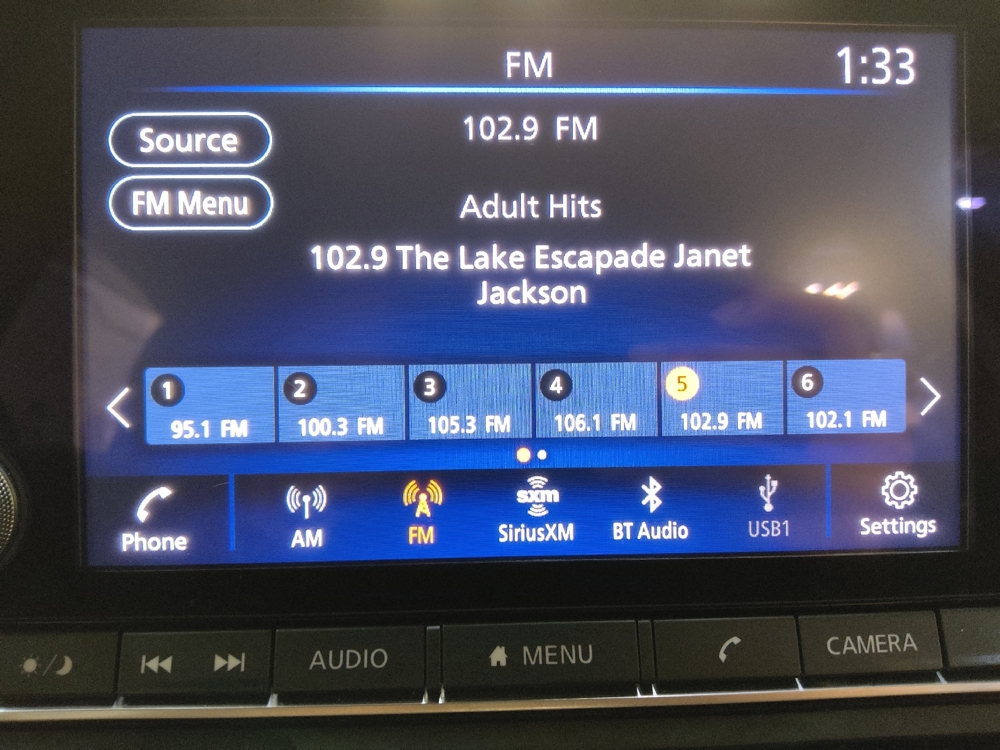 FM
1:33
Source
102.9 FM
FM Menu
Adult Hits
102.9 The Lake Escapade Janet
Jackson
1
2
3
4
5
6
95.1 FM
100.3 FM
105.3 FM
106.1 FM
102.9 FM
102.1 FM
Phone
AM
FM
sxm
SiriusXM
BT Audio
USB1
Settings
AUDIO
MENU
CAMERA